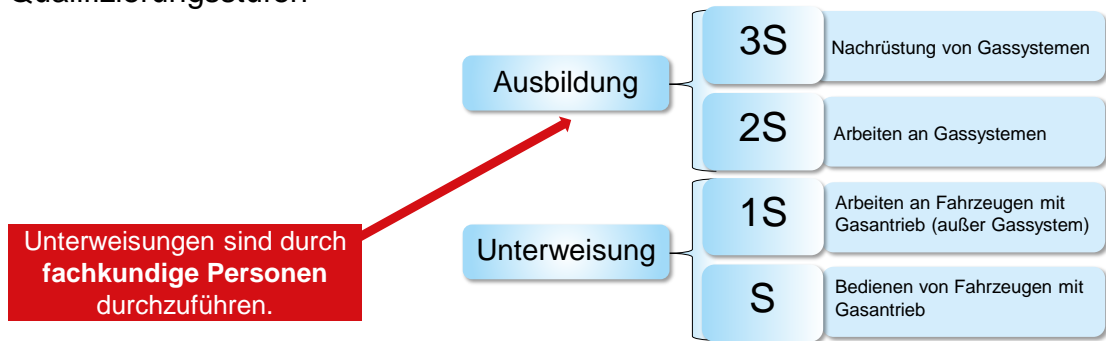 3S
Nachrüstung von Gassystemen
Ausbildung
2S
Arbeiten an Gassystemen
1S
Arbeiten an Fahrzeugen mit
Gasantrieb (außer Gassystem)
Unterweisungen sind durch
fachkundige Personen
durchzuführen.
Unterweisung
S
Bedienen von Fahrzeugen mit
Gasantrieb